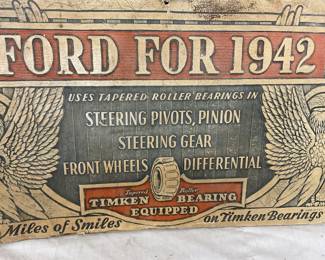 FORD FOR 1942
USES TAPERED ROLLER BEARINGS IN
STEERING PIVOTS, PINION
STEERING GEAR
FRONT WHEELS DIFFERENTIAL
Tapered Roller
TIMKEN BEARING
EQUIPPED
Miles of Smiles on Timken Bearings